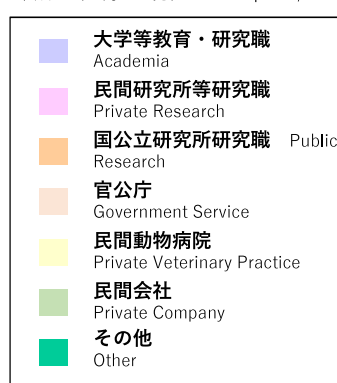 大学等教育・研究職
Academia
民間研究所等研究職
Private Research
国公立研究所研究職 Public
Research
官公庁
Government Service
民間動物病院
Private Veterinary Practice
民間会社
Private Company
その他
Other